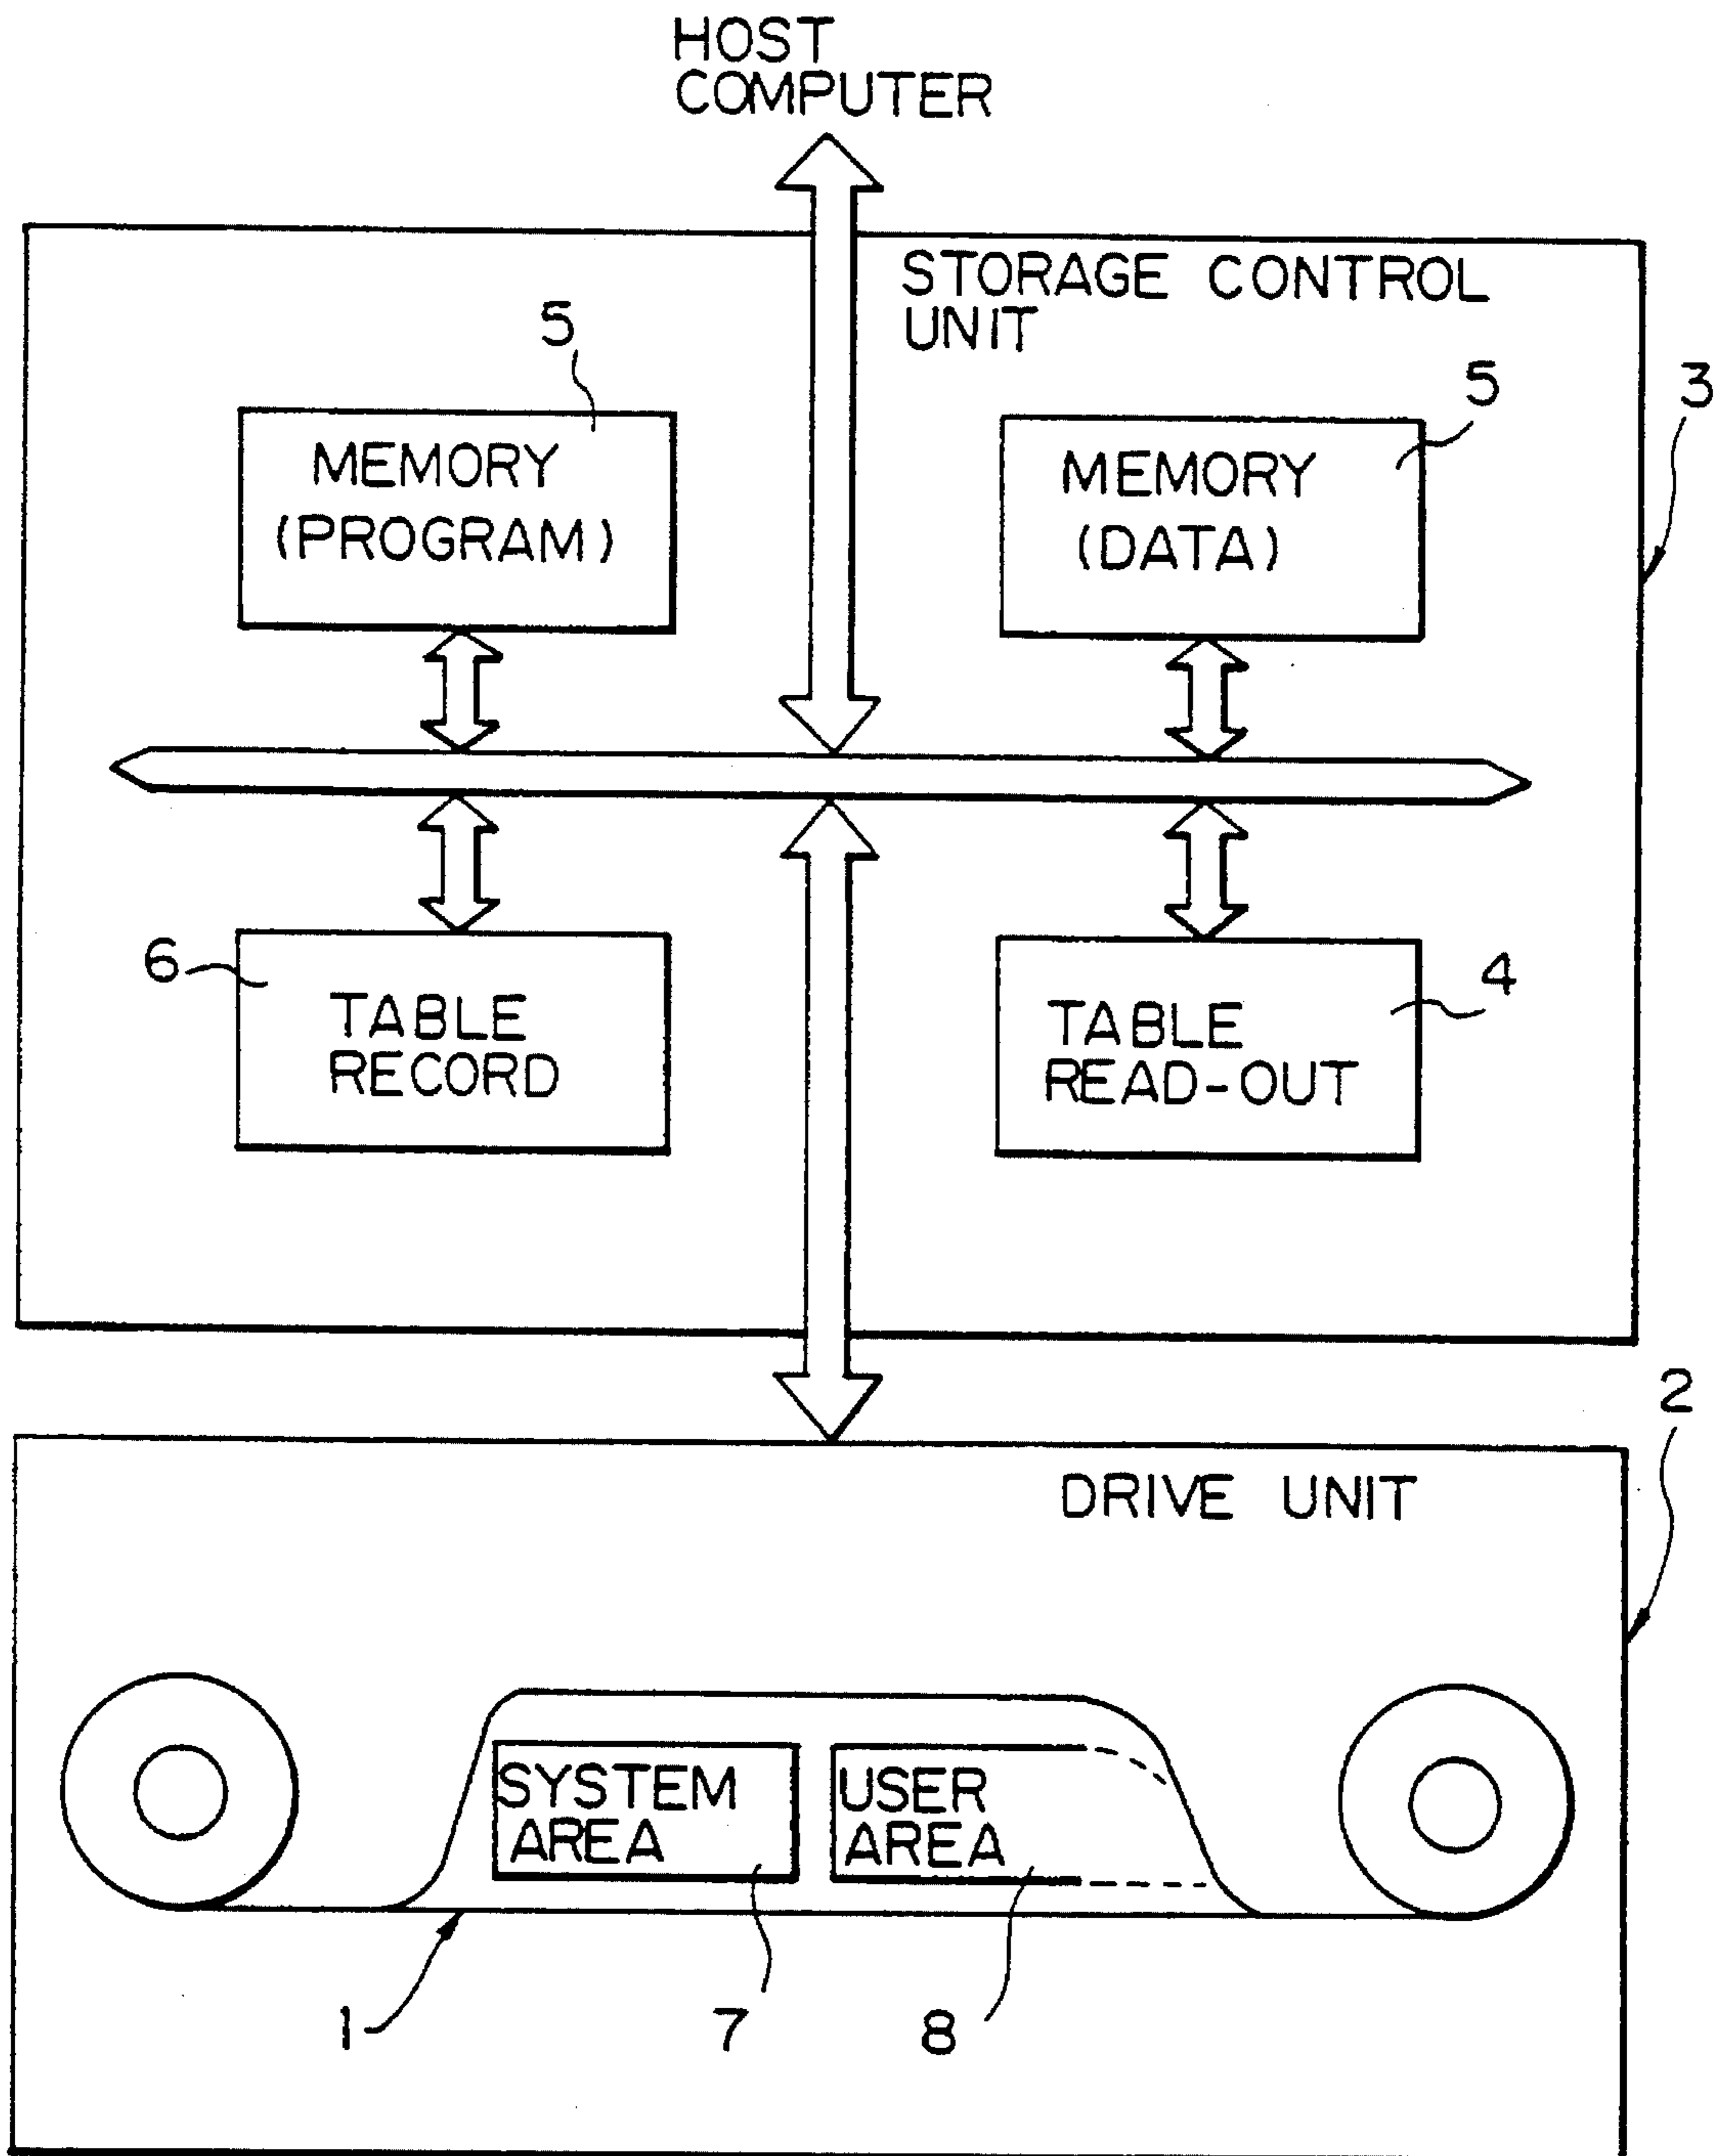 HOST
COMPUTER
STORAGE CONTROL
UNIT
5
5
3
MEMORY
(PROGRAM)
MEMORY
(DATA)
6
TABLE
RECORD
4
TABLE
READ-OUT
2
DRIVE UNIT
SYSTEM
AREA
USER
AREA
1
7
8